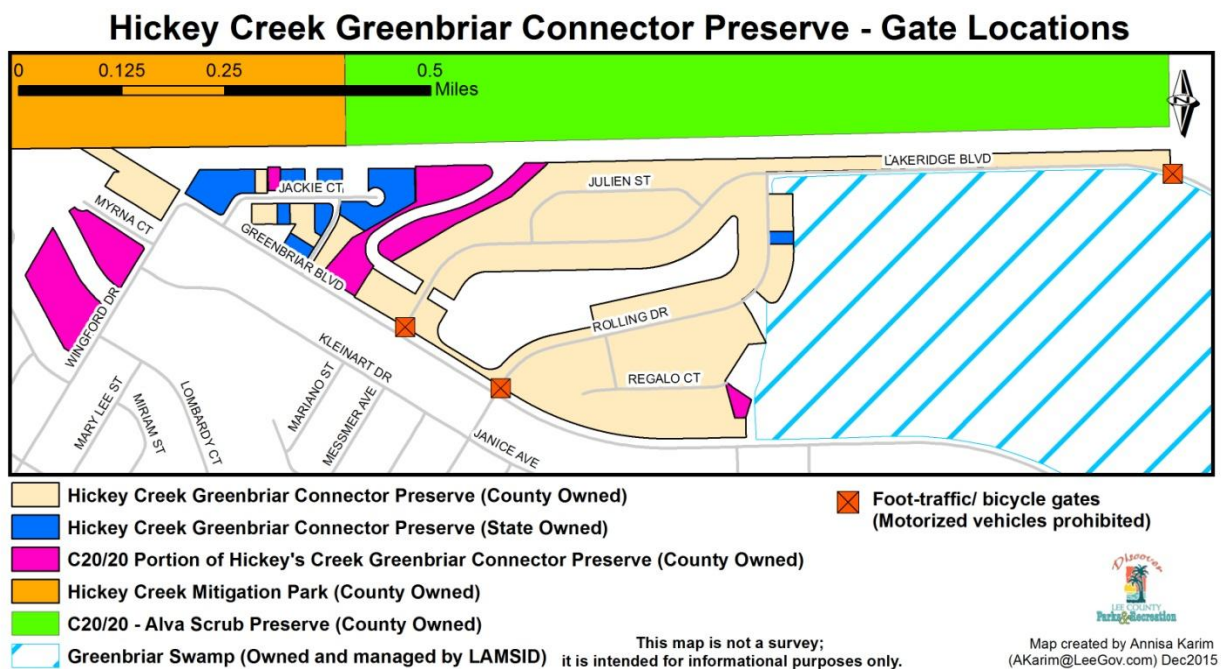 Hickey Creek Greenbriar Connector Preserve - Gate Locations
0 0.125 0.25 0.5
Miles
N
LAKERIDGE BLVD
JULIEN ST
JACKIE CT
MYRNA CT
GREENBRIAR BLVD
WINGFORD DR
ROLLING DR
KLEINART DR
REGALO CT
MARY LEE ST
MIRIAM ST
LOMBARDY CT
MARIANO ST
MESSMER AVE
JANICE AVE
Hickey Creek Greenbriar Connector Preserve (County Owned)
Hickey Creek Greenbriar Connector Preserve (State Owned)
C20/20 Portion of Hickey's Creek Greenbriar Connector Preserve (County Owned)
Hickey Creek Mitigation Park (County Owned)
C20/20 - Alva Scrub Preserve (County Owned)
Greenbriar Swamp (Owned and managed by LAMSID)
Foot-traffic/ bicycle gates
(Motorized vehicles prohibited)
This map is not a survey;
it is intended for informational purposes only.
Discover
LEE COUNTY
Parks&Recreation
Map created by Annisa Karim
(AKarim@LeeGov.com) Dec2015